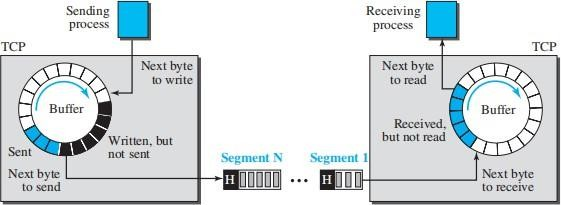 Sending
process
Receiving
process
TCP
TCP
Next byte
to write
Next byte
to read
Buffer
Buffer
Written, but
not sent
Received,
but not read
Sent
Next byte
to send
Segment N
Segment 1
H
...
H
Next byte
to receive